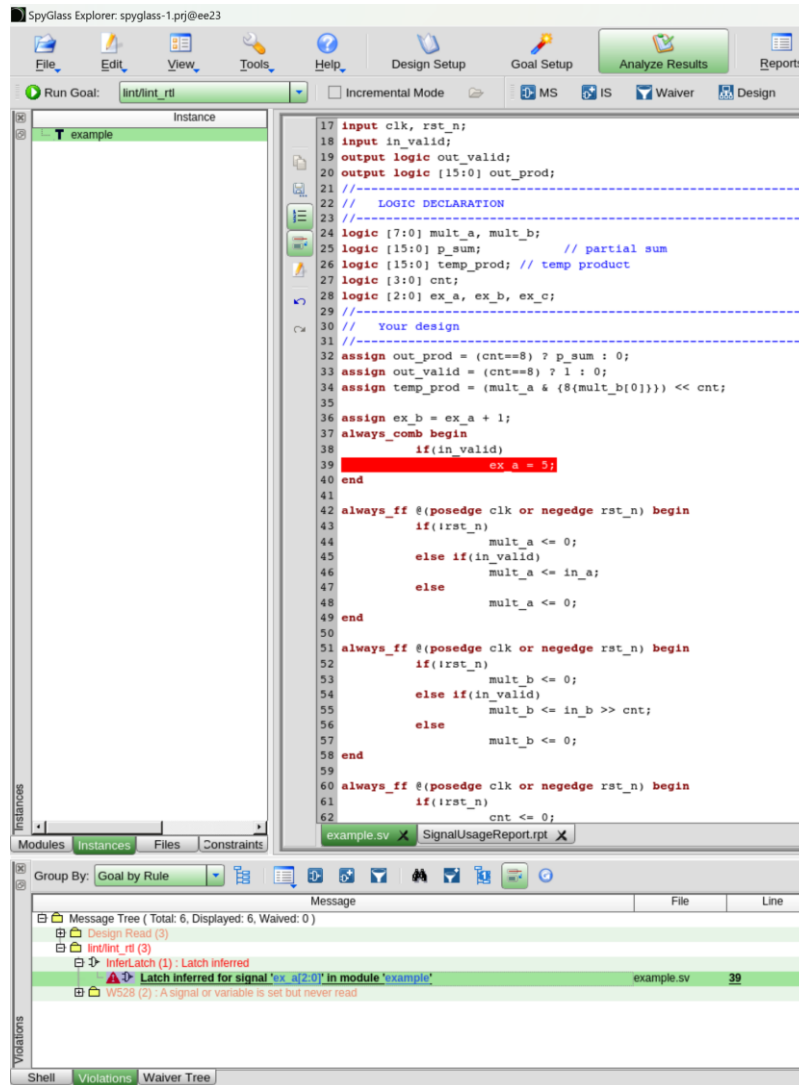 SpyGlass Explorer: spyglass-1.prj@ee23
File Edit View Tools Help Design Setup Goal Setup Analyze Results Reports
Run Goal: lint/lint_rtl Incremental Mode MS IS Waiver Design
Instance
example
17 input clk, rst_n;
18 input in_valid;
19 output logic out_valid;
20 output logic [15:0] out_prod;
21 //---------------------------------------------------------------
22 //   LOGIC DECLARATION
23 //---------------------------------------------------------------
24 logic [7:0] mult_a, mult_b;
25 logic [15:0] p_sum;           // partial sum
26 logic [15:0] temp_prod; // temp product
27 logic [3:0] cnt;
28 logic [2:0] ex_a, ex_b, ex_c;
29 //---------------------------------------------------------------
30 //   Your design
31 //---------------------------------------------------------------
32 assign out_prod = (cnt==8) ? p_sum : 0;
33 assign out_valid = (cnt==8) ? 1 : 0;
34 assign temp_prod = (mult_a & {8{mult_b[0]}}) << cnt;
35
36 assign ex_b = ex_a + 1;
37 always_comb begin
38 if(in_valid)
39 ex_a = 5;
40 end
41
42 always_ff @(posedge clk or negedge rst_n) begin
43 if(!rst_n)
44 mult_a <= 0;
45 else if(in_valid)
46 mult_a <= in_a;
47 else
48 mult_a <= 0;
49 end
50
51 always_ff @(posedge clk or negedge rst_n) begin
52 if(!rst_n)
53 mult_b <= 0;
54 else if(in_valid)
55 mult_b <= in_b >> cnt;
56 else
57 mult_b <= 0;
58 end
59
60 always_ff @(posedge clk or negedge rst_n) begin
61 if(!rst_n)
62 cnt <= 0;
Instances
Modules Instances Files Constraints
example.sv X SignalUsageReport.rpt X
Group By: Goal by Rule
Message File Line
Message Tree ( Total: 6, Displayed: 6, Waived: 0 )
Design Read (3)
lint/lint_rtl (3)
InferLatch (1) : Latch inferred
Latch inferred for signal 'ex_a[2:0]' in module 'example' example.sv 39
W528 (2) : A signal or variable is set but never read
Violations
Shell Violations Waiver Tree